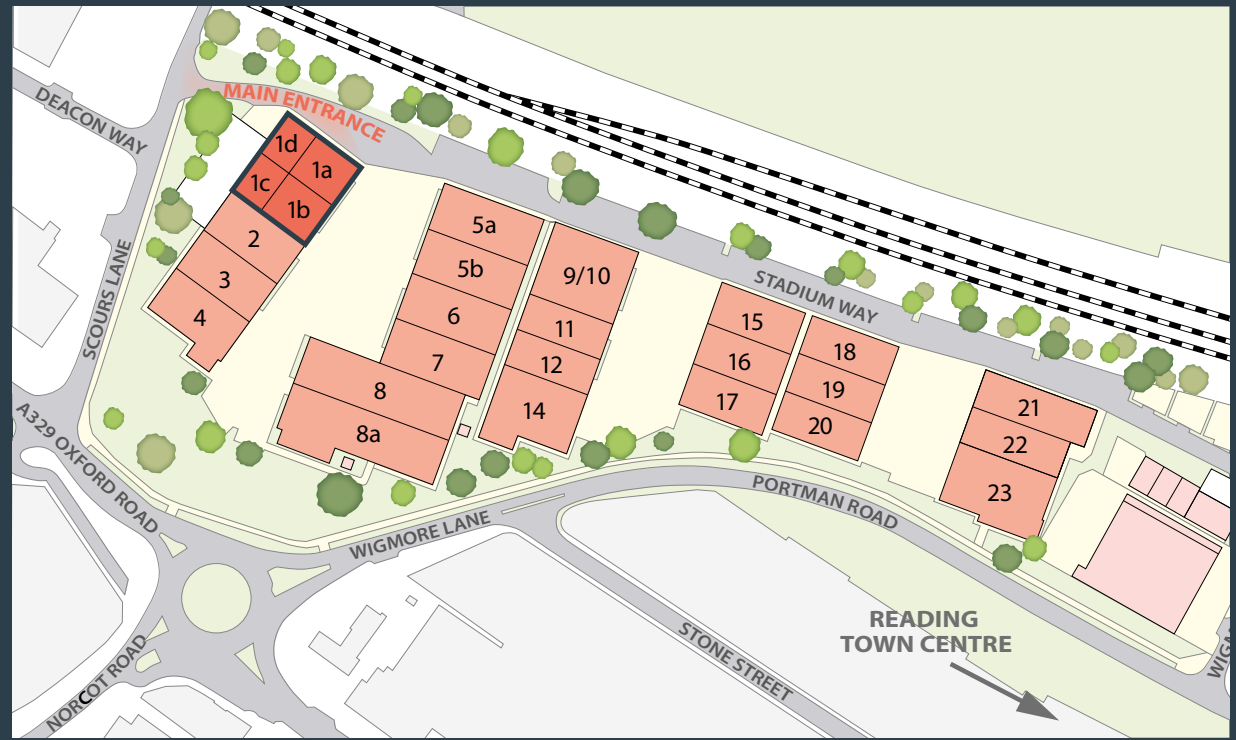 DEACON WAY
MAIN ENTRANCE
1d
1a
1c
1b
2
3
4
SCOURS LANE
5a
5b
6
7
8
8a
9/10
11
12
14
STADIUM WAY
15
16
17
18
19
20
21
22
23
A329 OXFORD ROAD
WIGMORE LANE
PORTMAN ROAD
NORCOT ROAD
STONE STREET
READING
TOWN CENTRE
WIGM